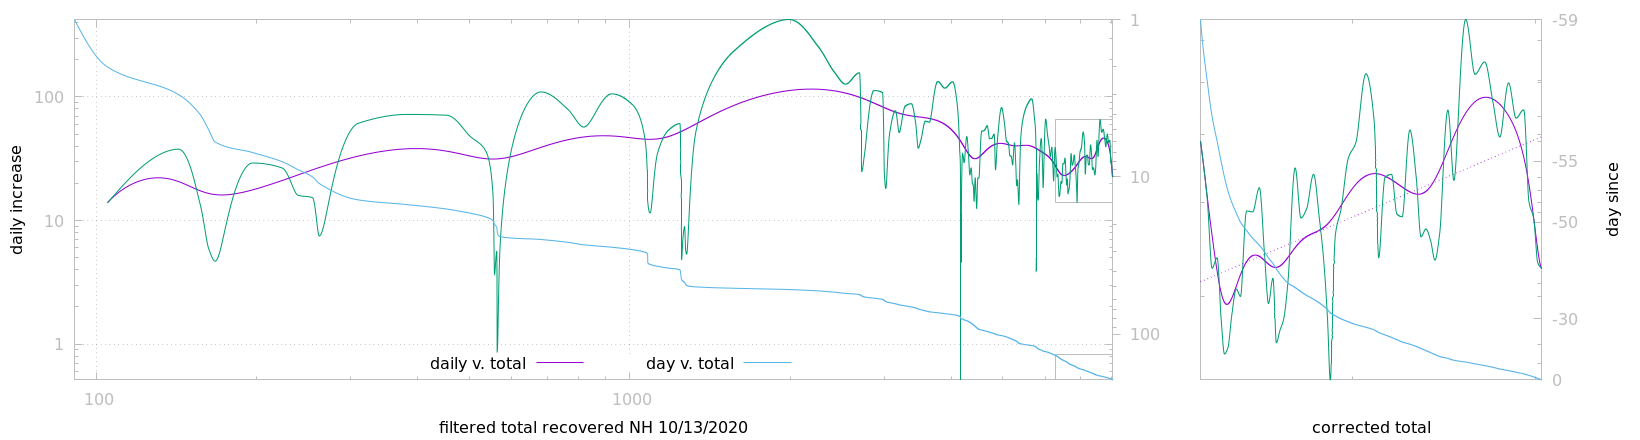 daily increase
100
10
1
100
1000
filtered total recovered NH 10/13/2020
daily v. total
day v. total
1
10
100
-59
-55
-50
-30
0
day since
corrected total